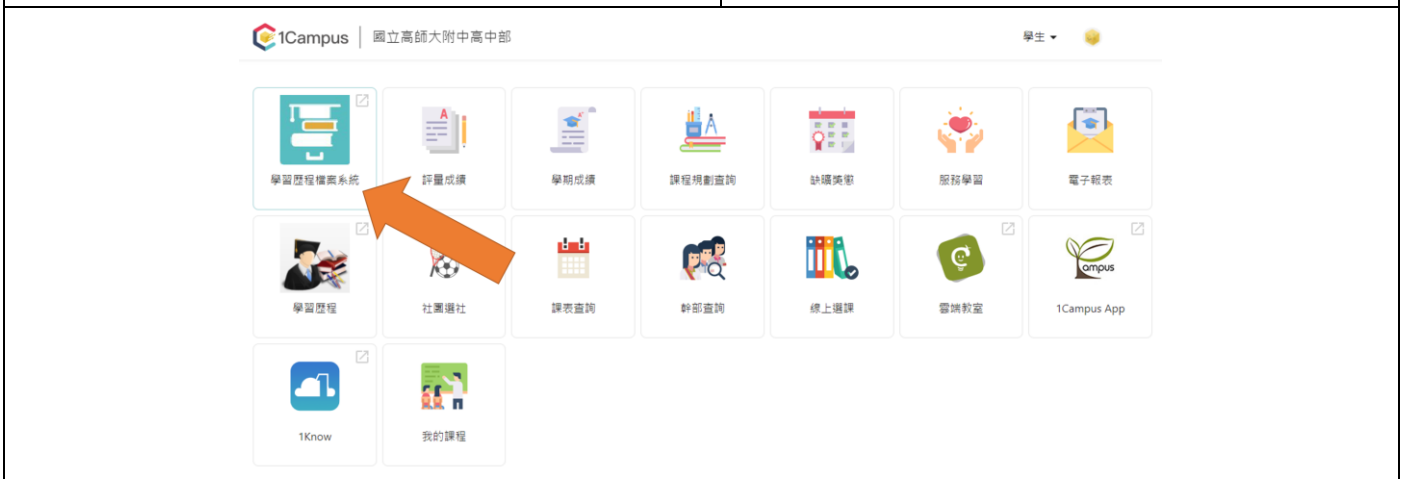 1Campus 國立高師大附中高中部 學生
學習歷程檔案系統 評量成績 學期成績 課程規劃查詢 缺曠獎懲 服務學習 電子報表
學習歷程 社團選社 課表查詢 幹部查詢 線上選課 雲端教室 1Campus App
1Know 我的課程